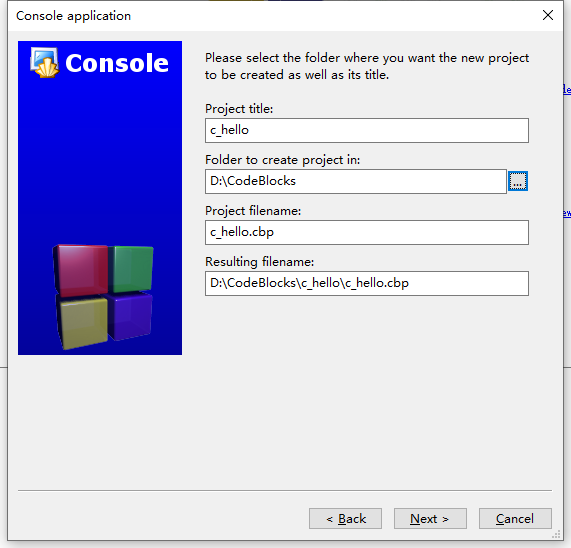 Console application
Console
Please select the folder where you want the new project
to be created as well as its title.
Project title:
c_hello
Folder to create project in:
D:\CodeBlocks
...
Project filename:
c_hello.cbp
Resulting filename:
D:\CodeBlocks\c_hello\c_hello.cbp
< Back
Next >
Cancel